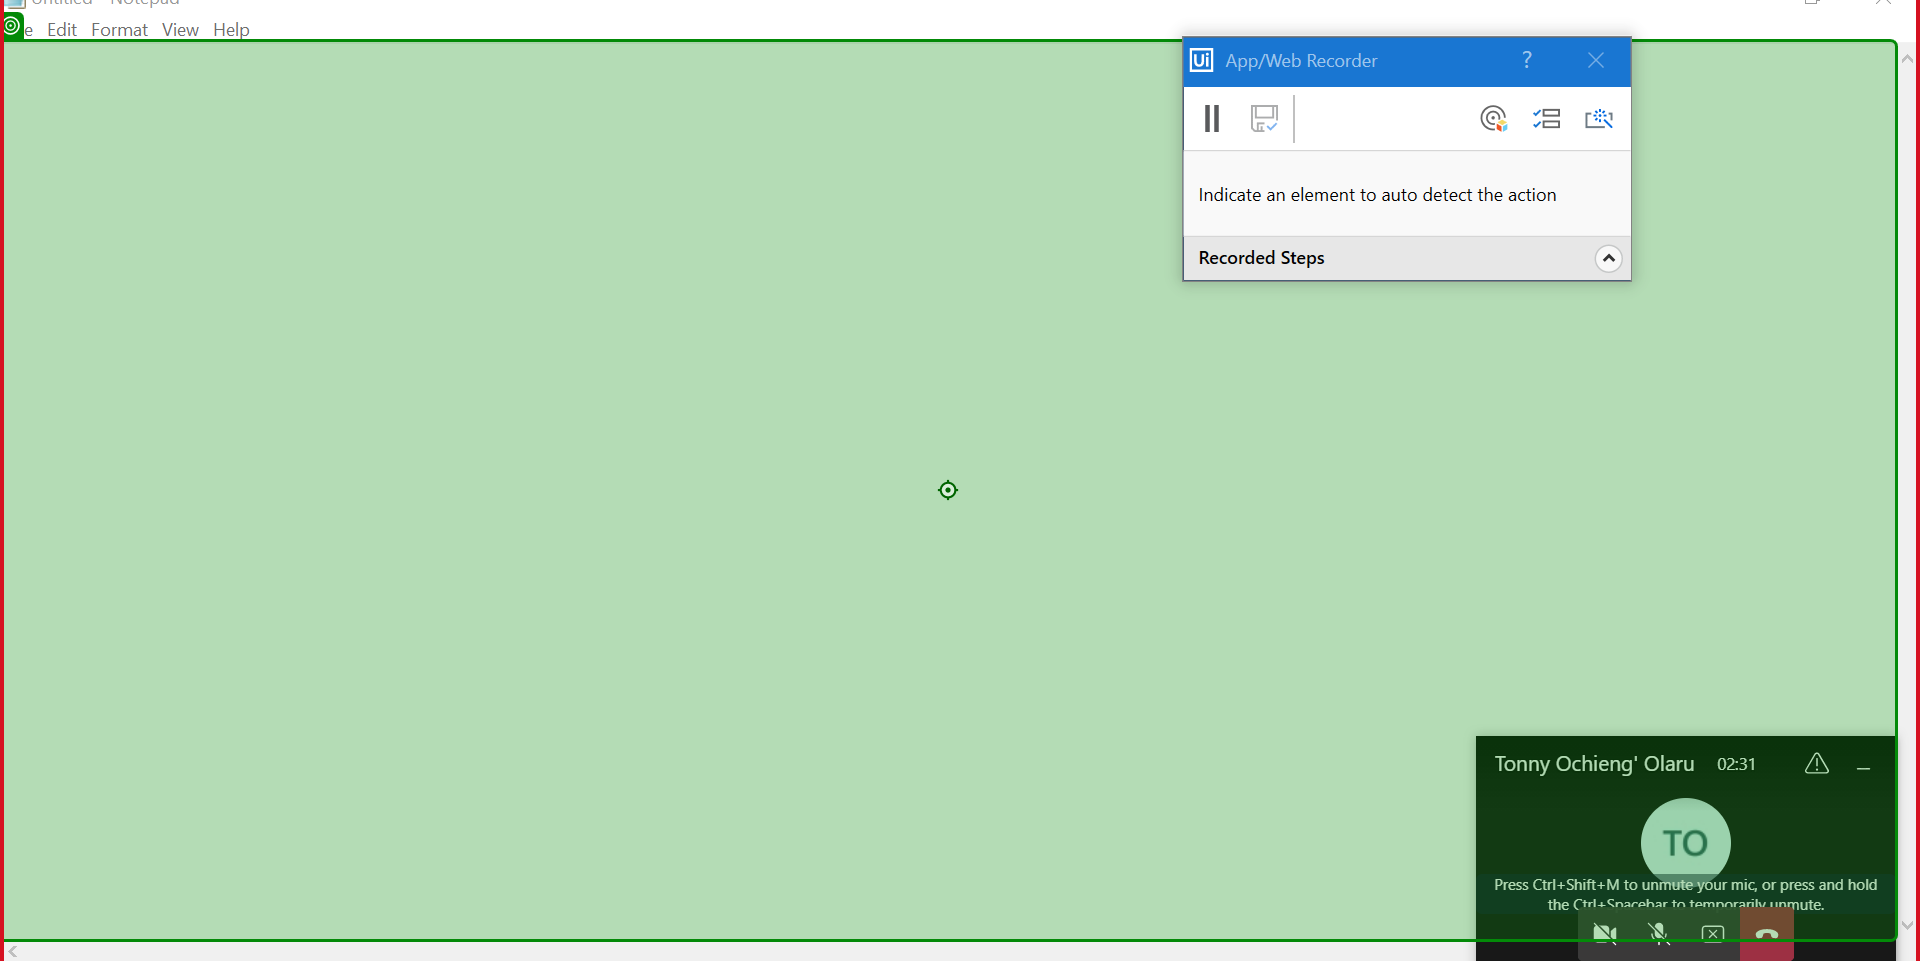 Untitled - Notepad
e Edit Format View Help
Ui App/Web Recorder ?
Indicate an element to auto detect the action
Recorded Steps
Tonny Ochieng' Olaru 02:31
TO
Press Ctrl+Shift+M to unmute your mic, or press and hold
the Ctrl+Spacebar to temporarily unmute.